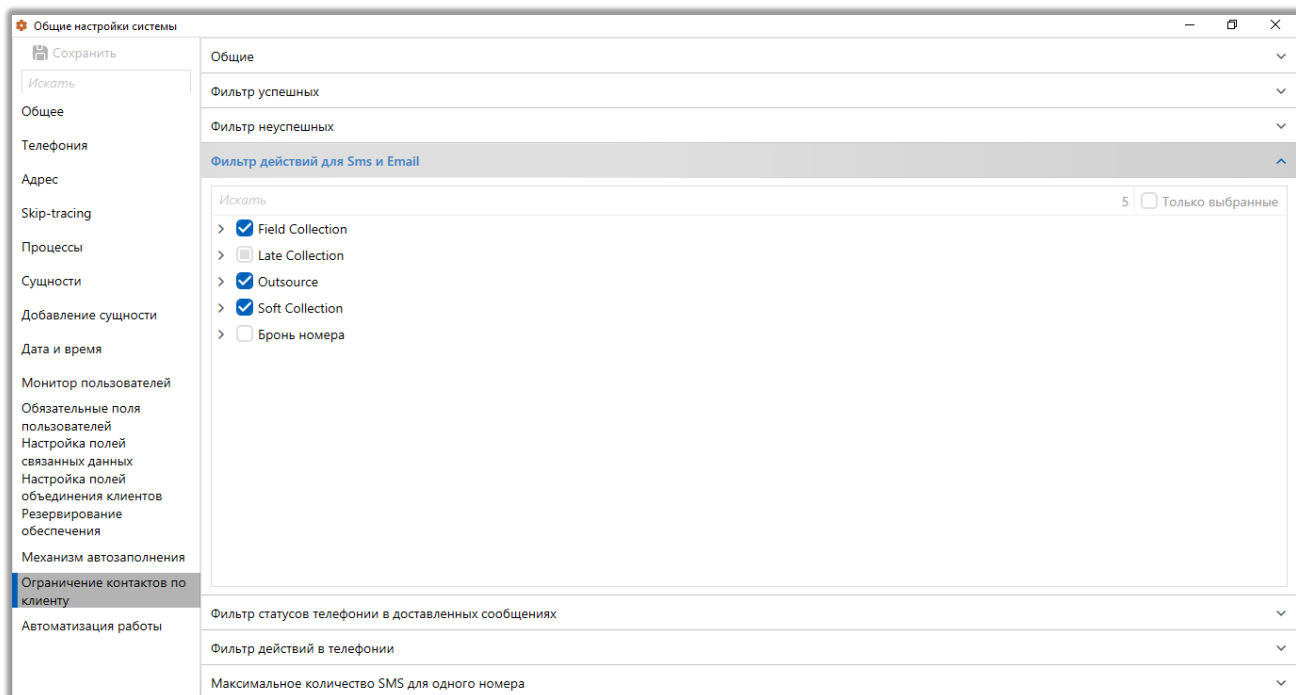 Общие настройки системы
Сохранить
Искать
Общее
Телефония
Адрес
Skip-tracing
Процессы
Сущности
Добавление сущности
Дата и время
Монитор пользователей
Обязательные поля
пользователей
Настройка полей
связанных данных
Настройка полей
объединения клиентов
Резервирование
обеспечения
Механизм автозаполнения
Ограничение контактов по
клиенту
Автоматизация работы
Общие
Фильтр успешных
Фильтр неуспешных
Фильтр действий для Sms и Email
Искать 5 Только выбранные
Field Collection
Late Collection
Outsource
Soft Collection
Бронь номера
Фильтр статусов телефонии в доставленных сообщениях
Фильтр действий в телефонии
Максимальное количество SMS для одного номера